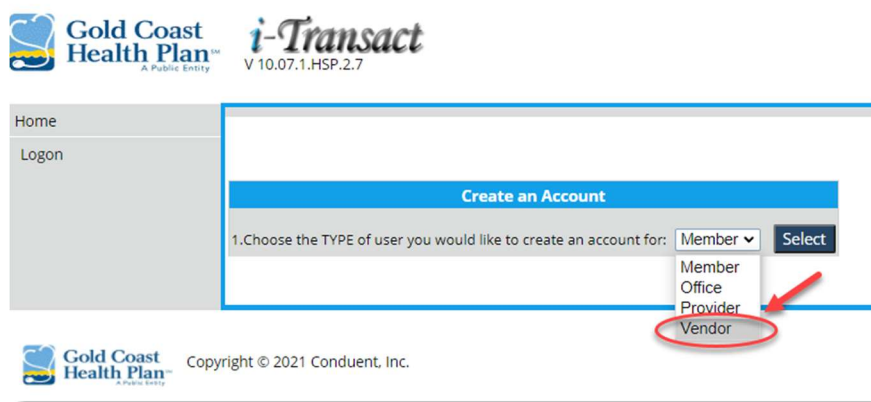 Gold Coast
Health Plan℠
A Public Entity
i-Transact
V 10.07.1.HSP.2.7
Home
Logon
Create an Account
1.Choose the TYPE of user you would like to create an account for: Member Select
Member
Office
Provider
Vendor
Gold Coast
Health Plan℠
A Public Entity
Copyright © 2021 Conduent, Inc.